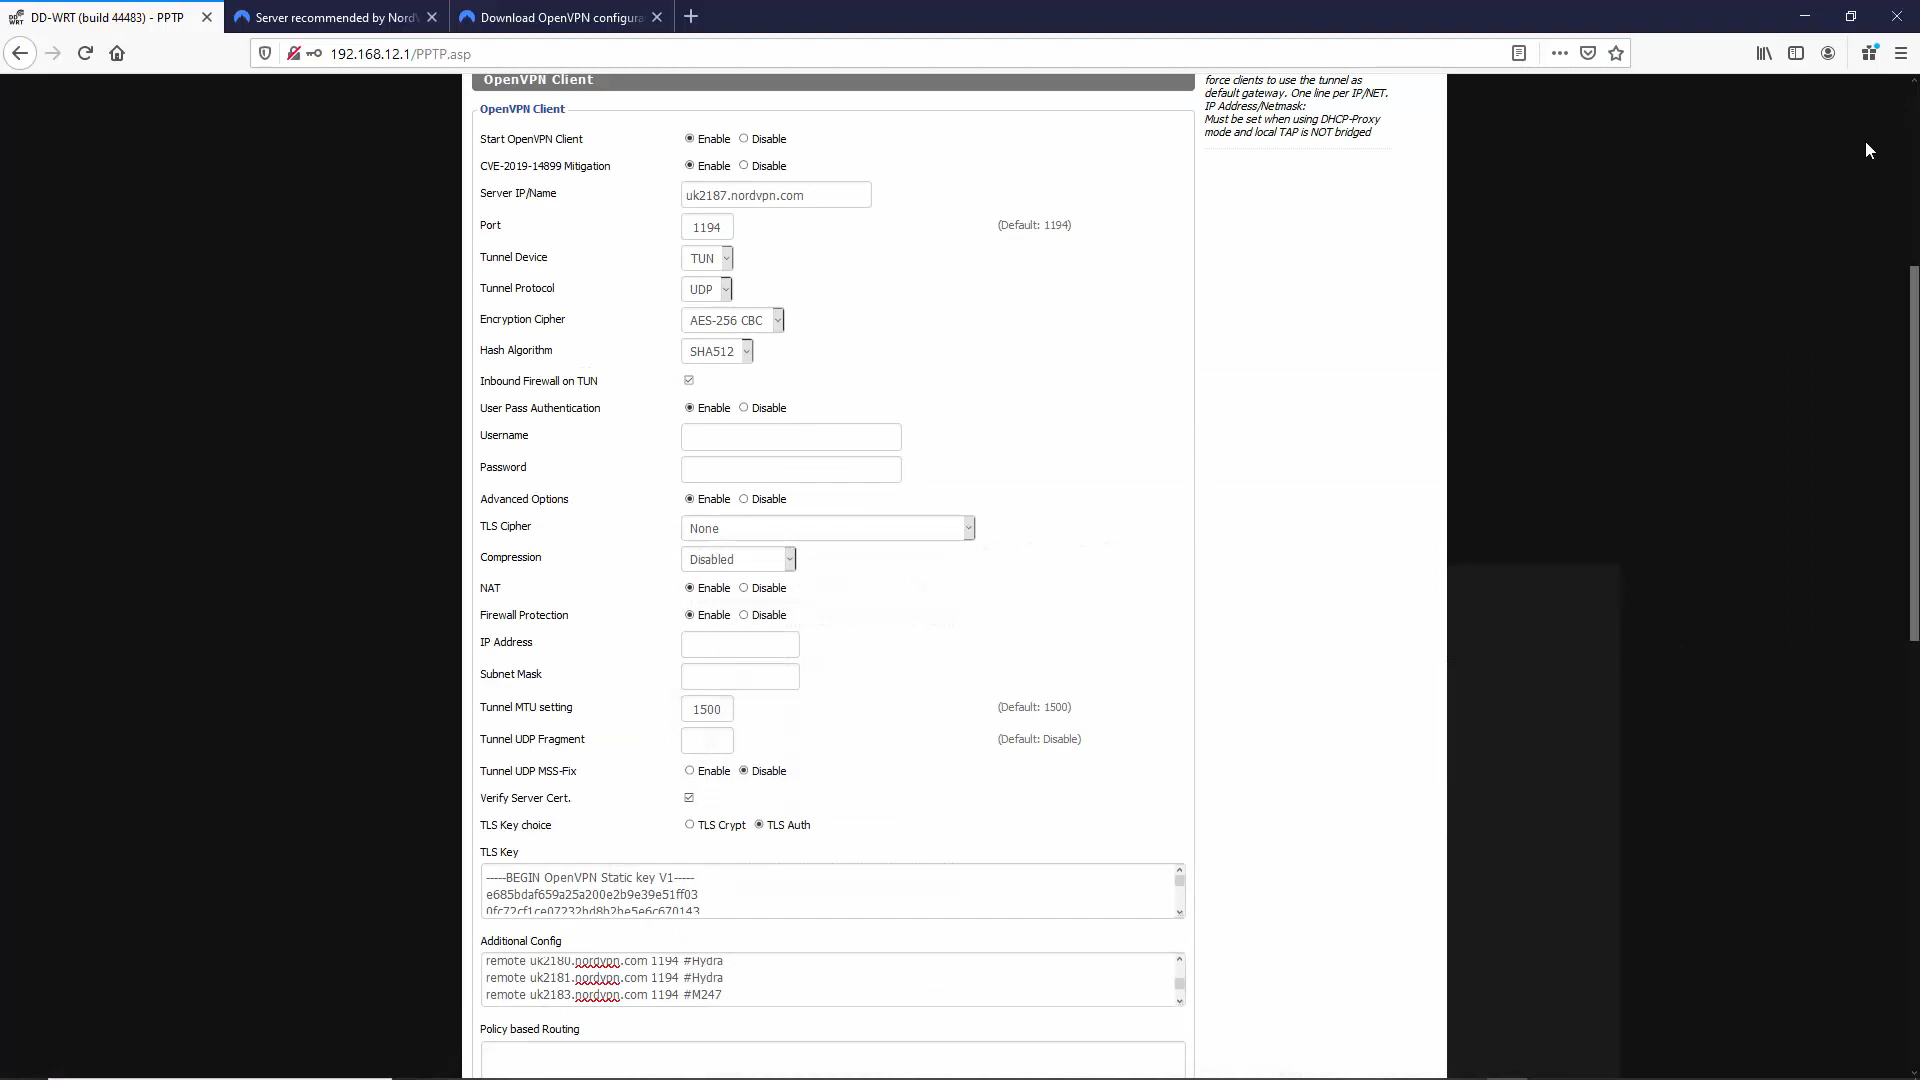 DD-WRT (build 44483) - PPTP
Server recommended by NordV
Download OpenVPN configura
192.168.12.1/PPTP.asp
OpenVPN Client
force clients to use the tunnel as
default gateway. One line per IP/NET.
IP Address/Netmask:
Must be set when using DHCP-Proxy
mode and local TAP is NOT bridged
OpenVPN Client
Start OpenVPN Client Enable Disable
CVE-2019-14899 Mitigation Enable Disable
Server IP/Name uk2187.nordvpn.com
Port 1194 (Default: 1194)
Tunnel Device TUN
Tunnel Protocol UDP
Encryption Cipher AES-256 CBC
Hash Algorithm SHA512
Inbound Firewall on TUN
User Pass Authentication Enable Disable
Username
Password
Advanced Options Enable Disable
TLS Cipher None
Compression Disabled
NAT Enable Disable
Firewall Protection Enable Disable
IP Address
Subnet Mask
Tunnel MTU setting 1500 (Default: 1500)
Tunnel UDP Fragment (Default: Disable)
Tunnel UDP MSS-Fix Enable Disable
Verify Server Cert.
TLS Key choice TLS Crypt TLS Auth
TLS Key
-----BEGIN OpenVPN Static key V1-----
e685bdaf659a25a200e2b9e39e51ff03
0fc72cf1ce07232bd8b2be5e6c670143
Additional Config
remote uk2180.nordvpn.com 1194 #Hydra
remote uk2181.nordvpn.com 1194 #Hydra
remote uk2183.nordvpn.com 1194 #M247
Policy based Routing